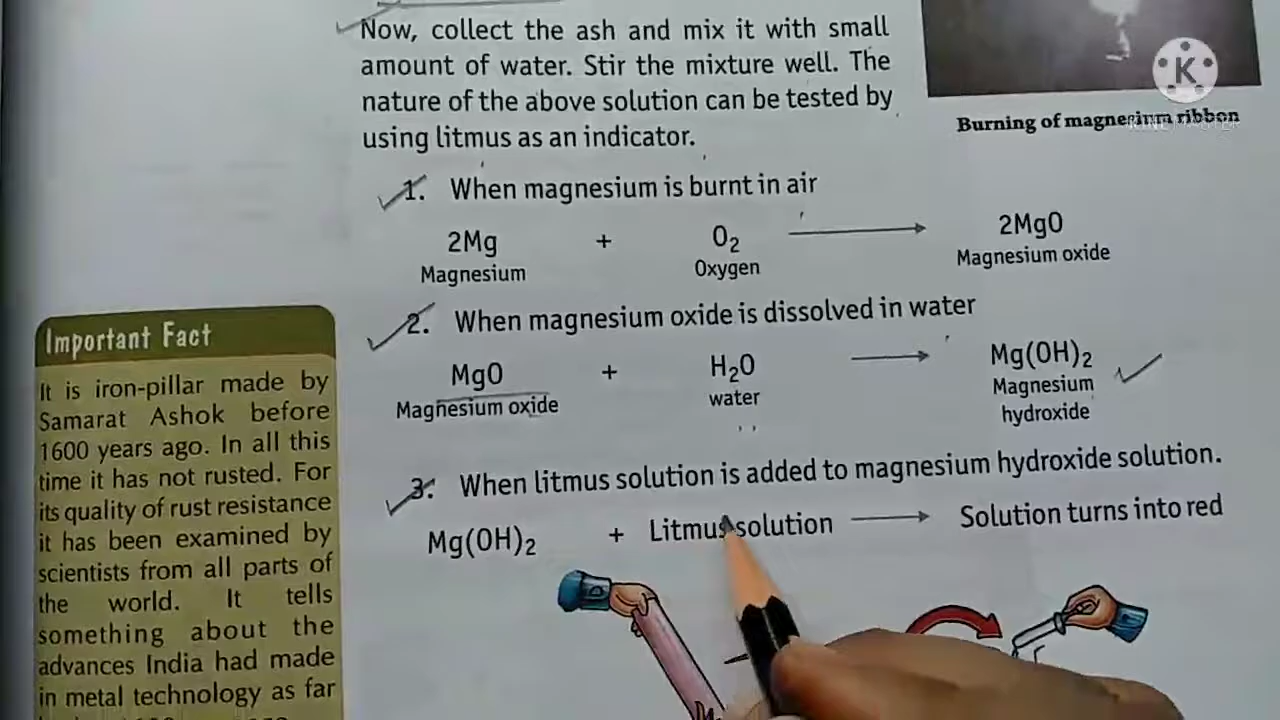 Now, collect the ash and mix it with small
amount of water. Stir the mixture well. The
nature of the above solution can be tested by
using litmus as an indicator.
K
Burning of magnesium ribbon
1. When magnesium is burnt in air
2Mg + O₂ → 2MgO
Magnesium Oxygen Magnesium oxide
2. When magnesium oxide is dissolved in water
MgO + H₂O → Mg(OH)₂
Magnesium oxide water Magnesium
hydroxide
3. When litmus solution is added to magnesium hydroxide solution.
Mg(OH)₂ + Litmus solution → Solution turns into red
Important Fact
It is iron-pillar made by
Samarat Ashok before
1600 years ago. In all this
time it has not rusted. For
its quality of rust resistance
it has been examined by
scientists from all parts of
the world. It tells
something about the
advances India had made
in metal technology as far